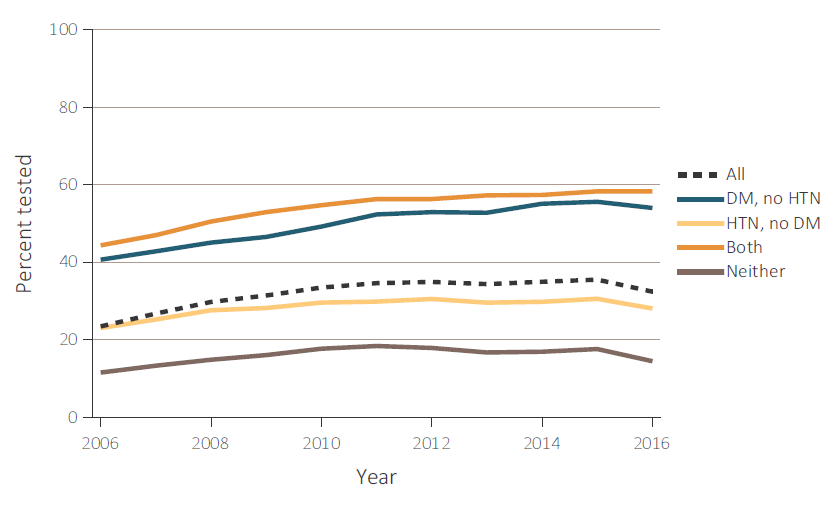 100
80
60
40
20
0
Percent tested
2006 2008 2010 2012 2014 2016
Year
All
DM, no HTN
HTN, no DM
Both
Neither